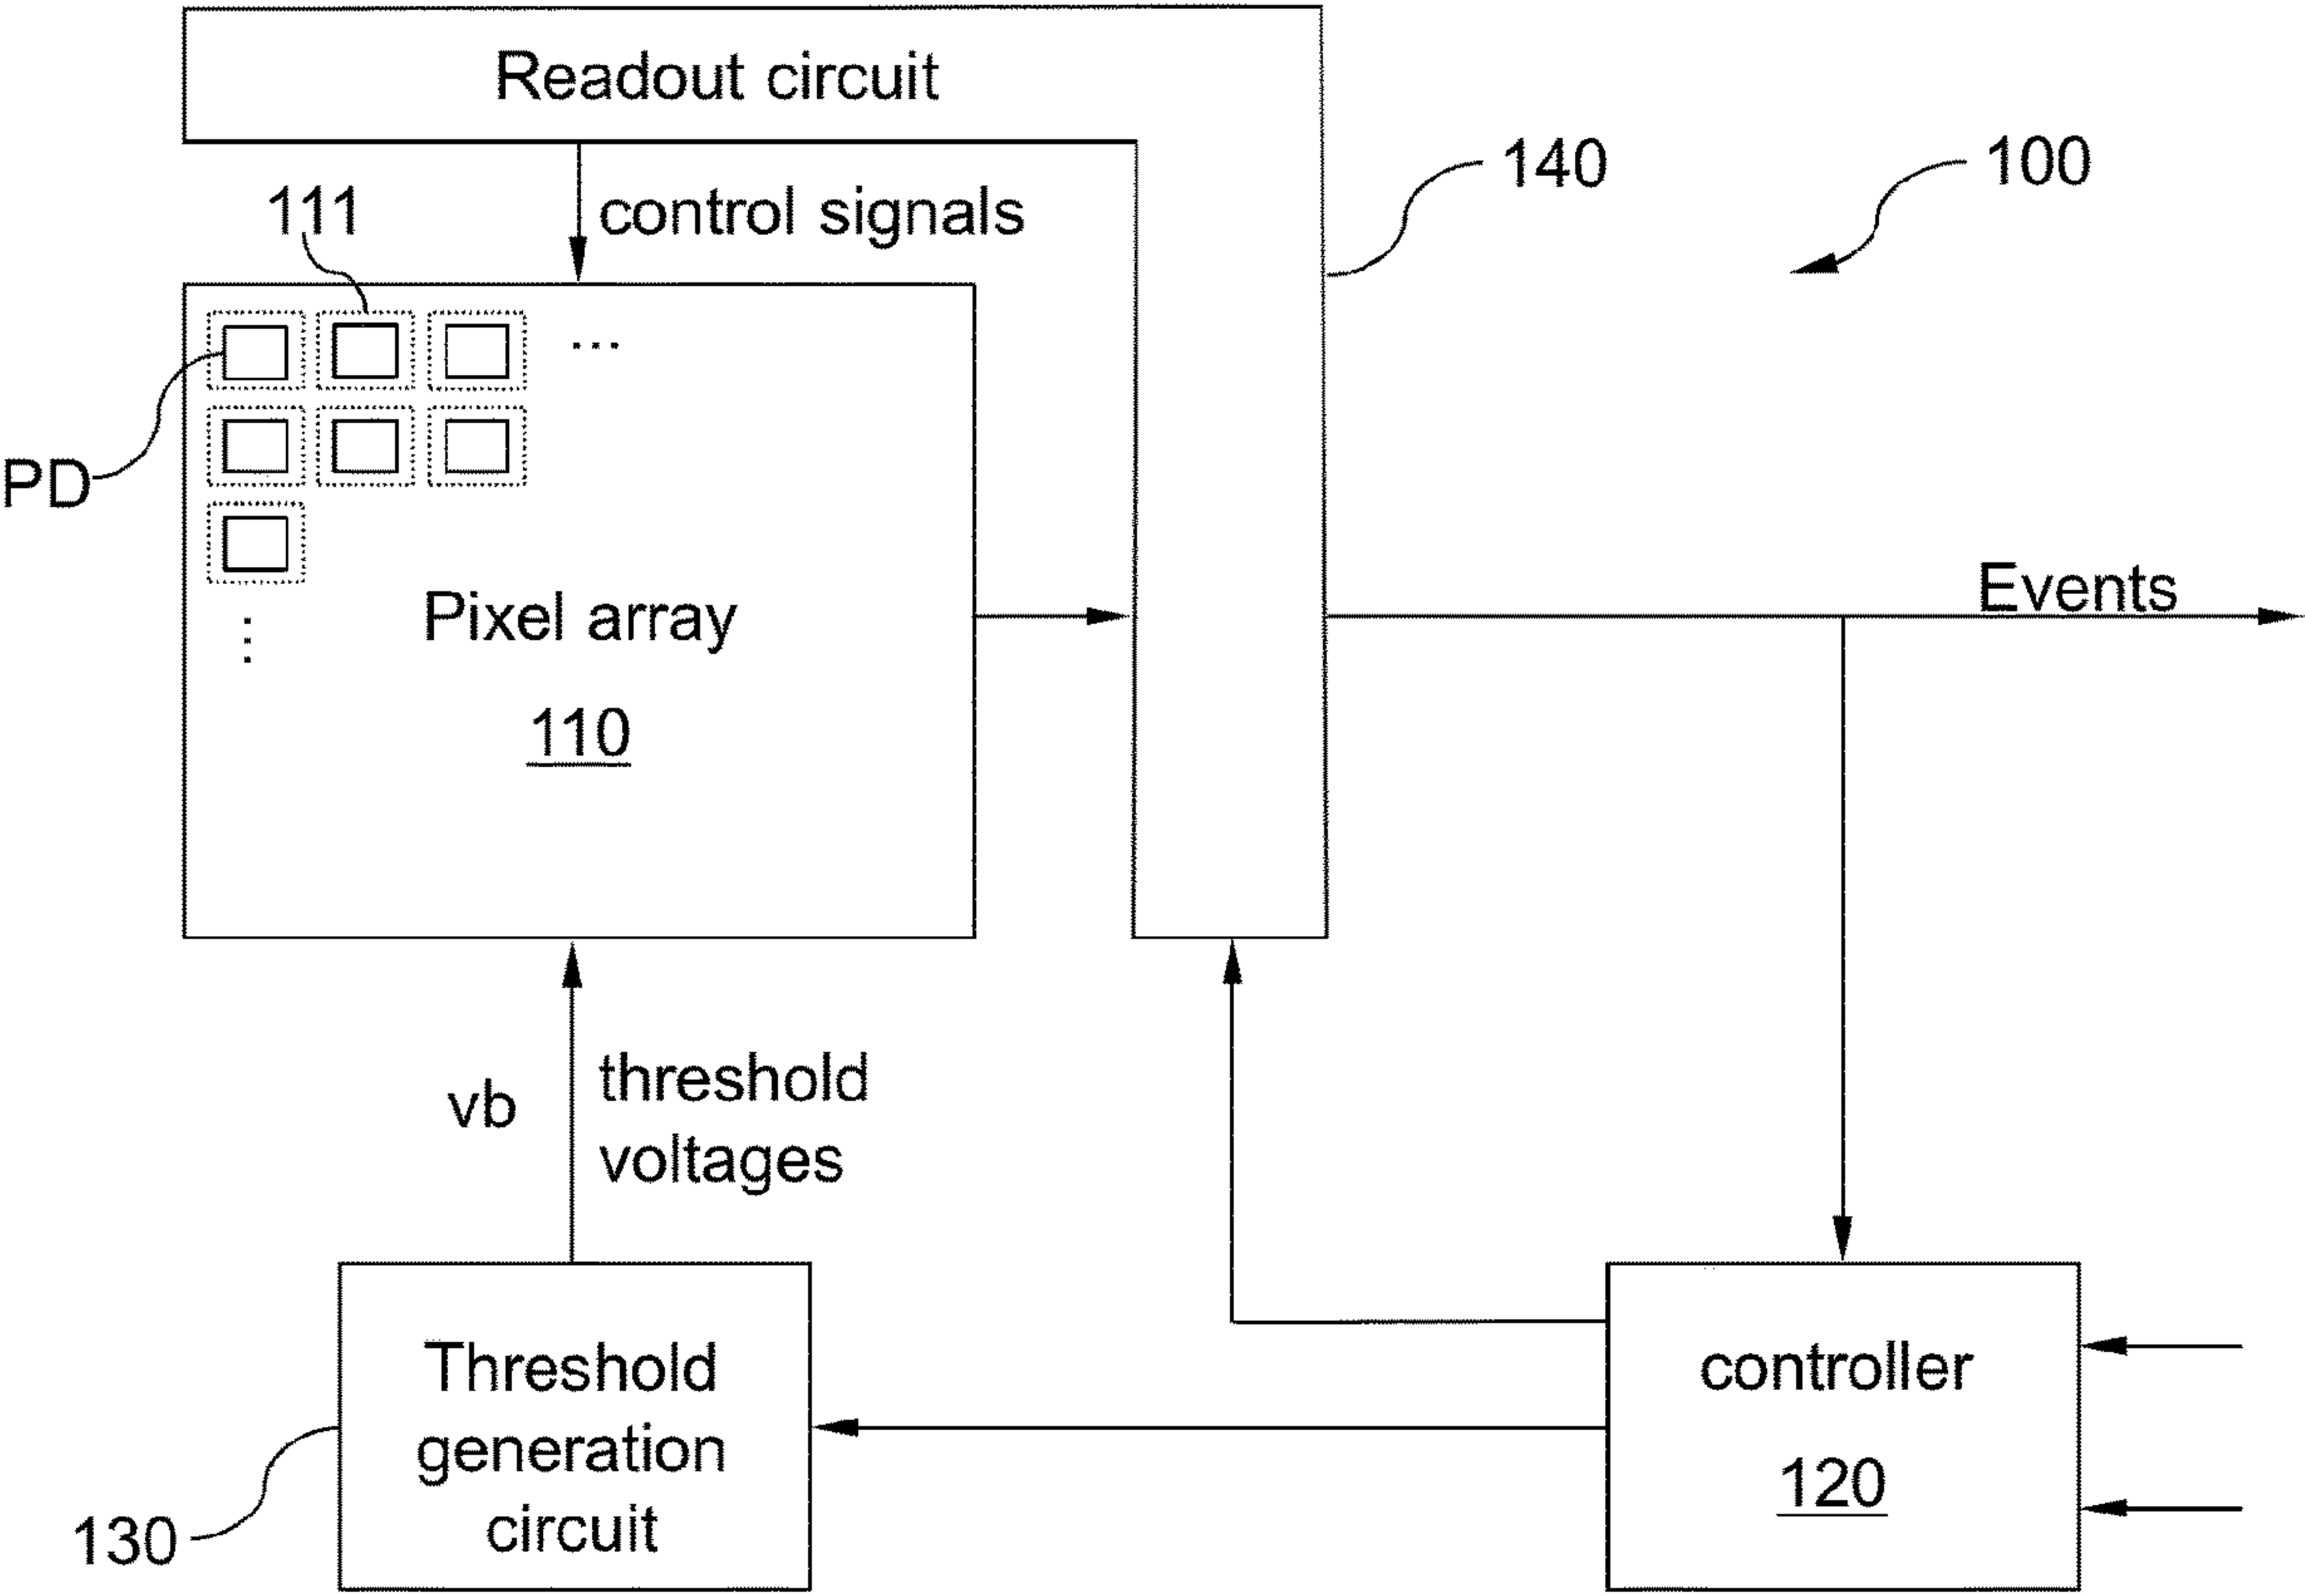 Readout circuit
140
100
111
control signals
...
PD
Events
Pixel array
110
vb
threshold
voltages
Threshold
generation
circuit
130
controller
120